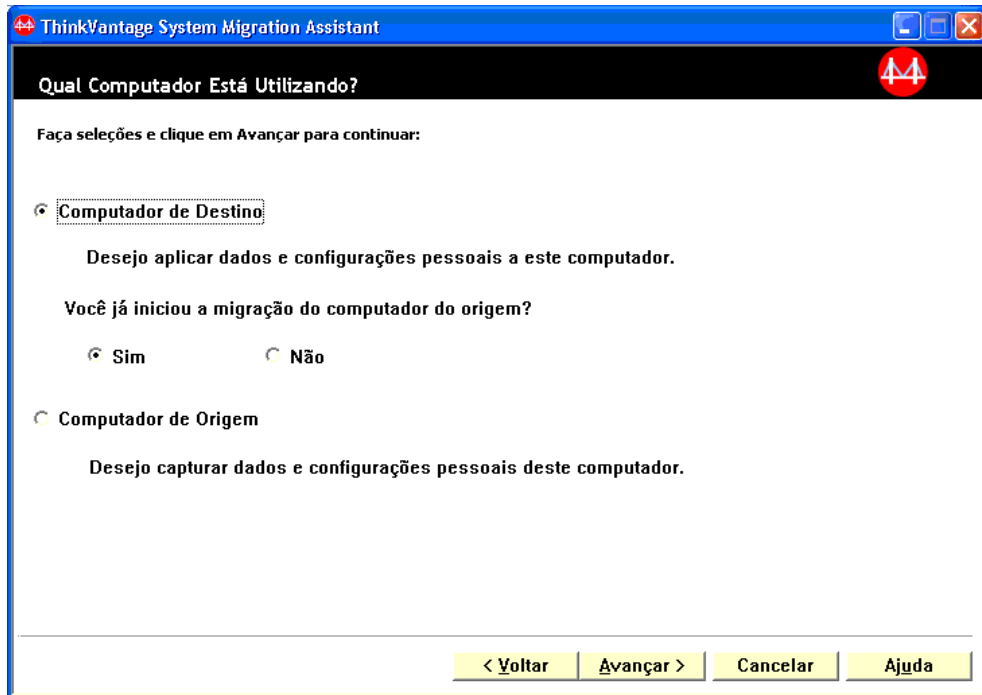 ThinkVantage System Migration Assistant
Qual Computador Está Utilizando?
Faça seleções e clique em Avançar para continuar:
Computador de Destino
Desejo aplicar dados e configurações pessoais a este computador.
Você já iniciou a migração do computador do origem?
Sim Não
Computador de Origem
Desejo capturar dados e configurações pessoais deste computador.
< Voltar Avançar > Cancelar Ajuda